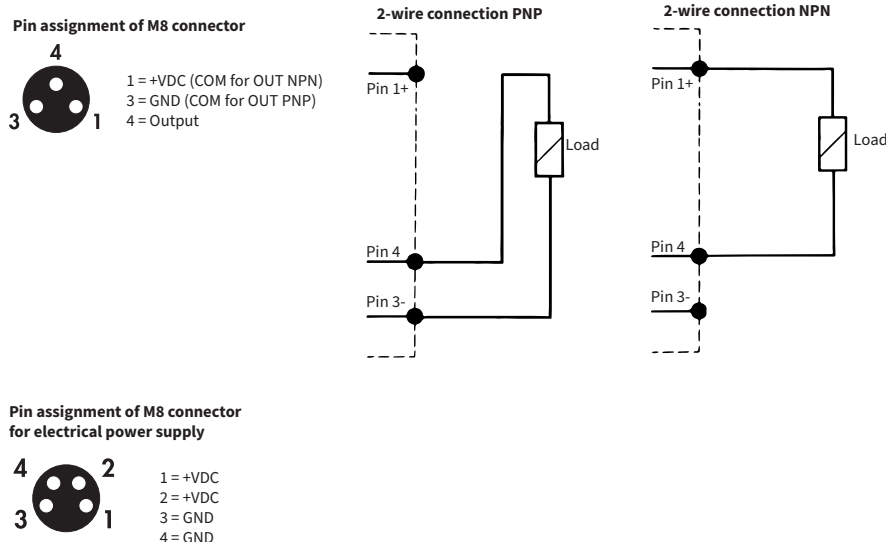 Pin assignment of M8 connector
4
3
1
1 = +VDC (COM for OUT NPN)
3 = GND (COM for OUT PNP)
4 = Output
2-wire connection PNP
Pin 1+
Load
Pin 4
Pin 3-
2-wire connection NPN
Pin 1+
Load
Pin 4
Pin 3-
Pin assignment of M8 connector
for electrical power supply
4 2
3 1
1 = +VDC
2 = +VDC
3 = GND
4 = GND